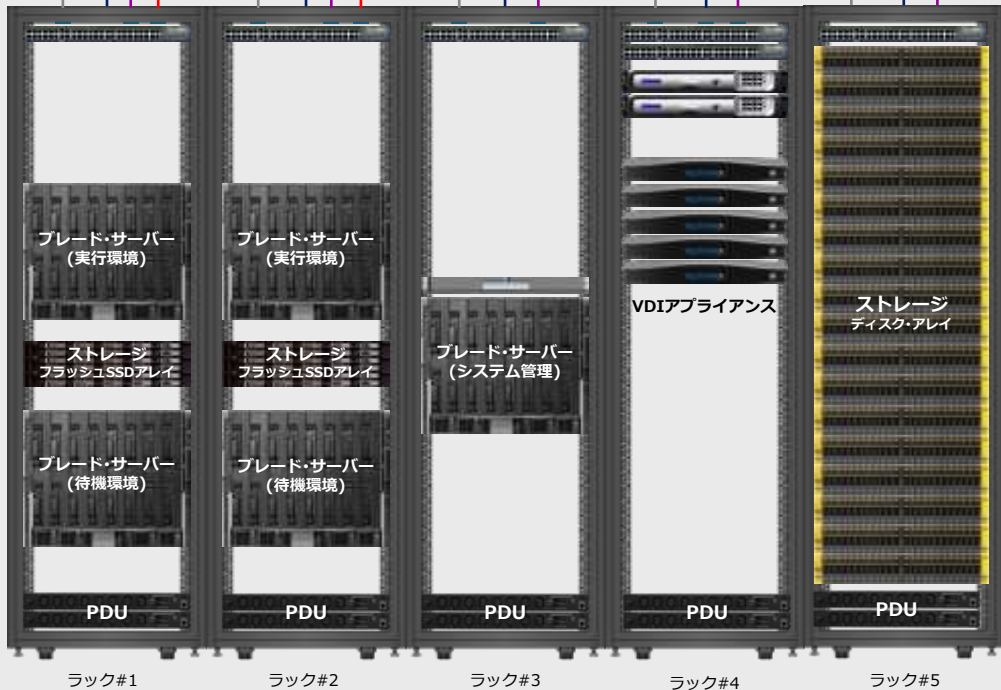 ブレード・サーバー
(実行環境)
ストレージ
フラッシュSSDアレイ
ブレード・サーバー
(待機環境)
PDU
ラック#1
ブレード・サーバー
(実行環境)
ストレージ
フラッシュSSDアレイ
ブレード・サーバー
(待機環境)
PDU
ラック#2
ブレード・サーバー
(システム管理)
PDU
ラック#3
VDIアプライアンス
PDU
ラック#4
ストレージ
ディスク・アレイ
PDU
ラック#5